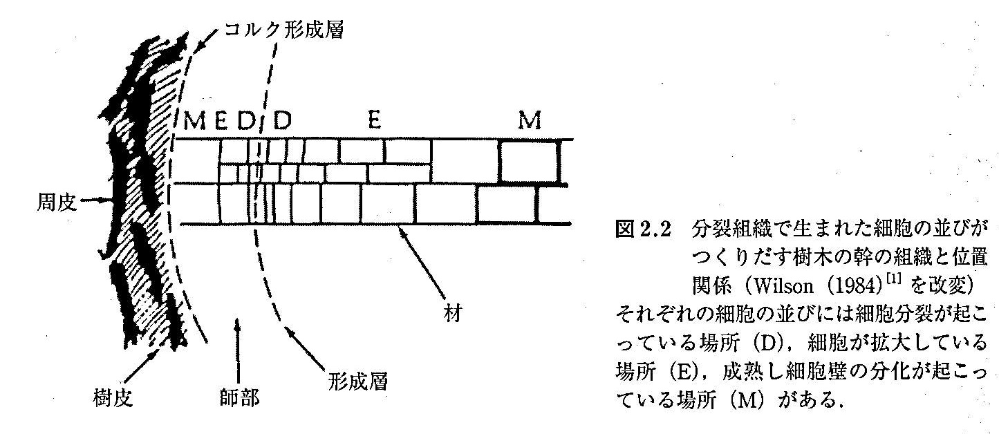 コルク形成層
M E D D E M
周皮
材
形成層
樹皮
師部
図2.2 分裂組織で生まれた細胞の並びが
つくりだす樹木の幹の組織と位置
関係（Wilson（1984）[1]を改変）
それぞれの細胞の並びには細胞分裂が起こ
っている場所（D），細胞が拡大している
場所（E），成熟し細胞壁の分化が起こっ
ている場所（M）がある．